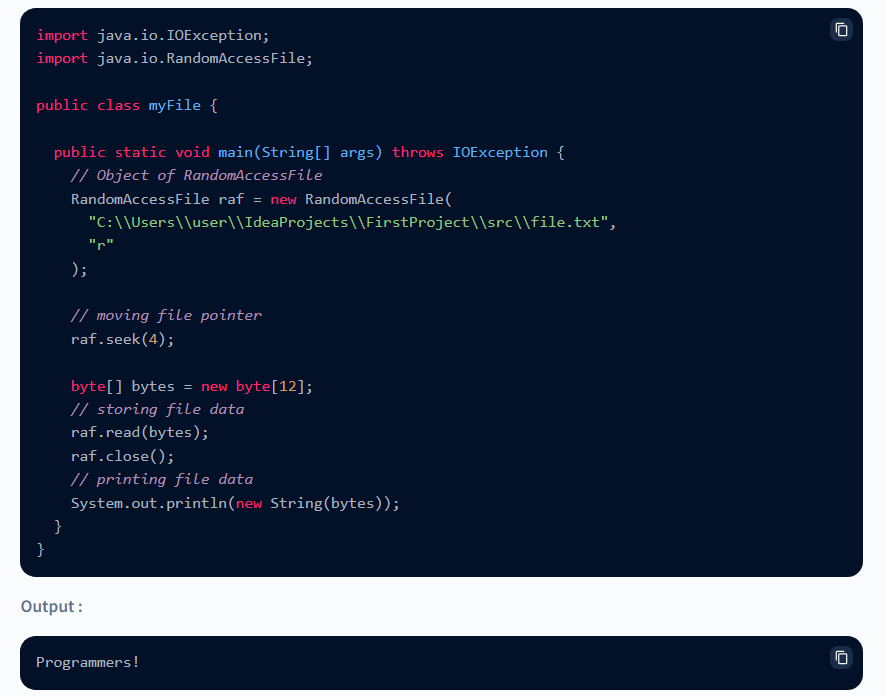 import java.io.IOException;
import java.io.RandomAccessFile;
public class myFile {
public static void main(String[] args) throws IOException {
// Object of RandomAccessFile
RandomAccessFile raf = new RandomAccessFile(
"C:\\Users\\user\\IdeaProjects\\FirstProject\\src\\file.txt",
"r"
);
// moving file pointer
raf.seek(4);
byte[] bytes = new byte[12];
// storing file data
raf.read(bytes);
raf.close();
// printing file data
System.out.println(new String(bytes));
}
}
Output :
Programmers!